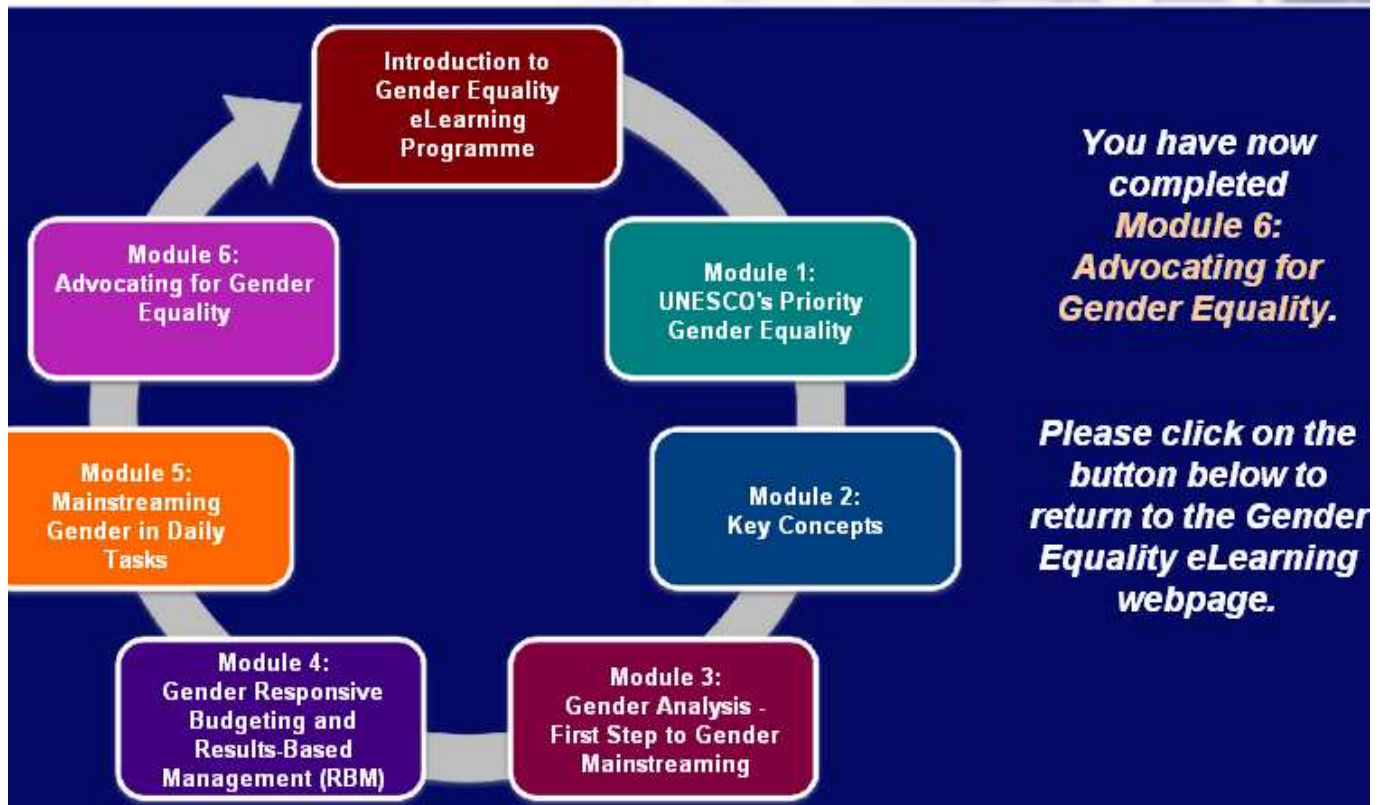 Introduction to
Gender Equality
eLearning
Programme
Module 1:
UNESCO's Priority
Gender Equality
Module 2:
Key Concepts
Module 3:
Gender Analysis -
First Step to Gender
Mainstreaming
Module 4:
Gender Responsive
Budgeting and
Results-Based
Management (RBM)
Module 5:
Mainstreaming
Gender in Daily
Tasks
Module 6:
Advocating for Gender
Equality
You have now
completed
Module 6:
Advocating for
Gender Equality.
Please click on the
button below to
return to the Gender
Equality eLearning
webpage.